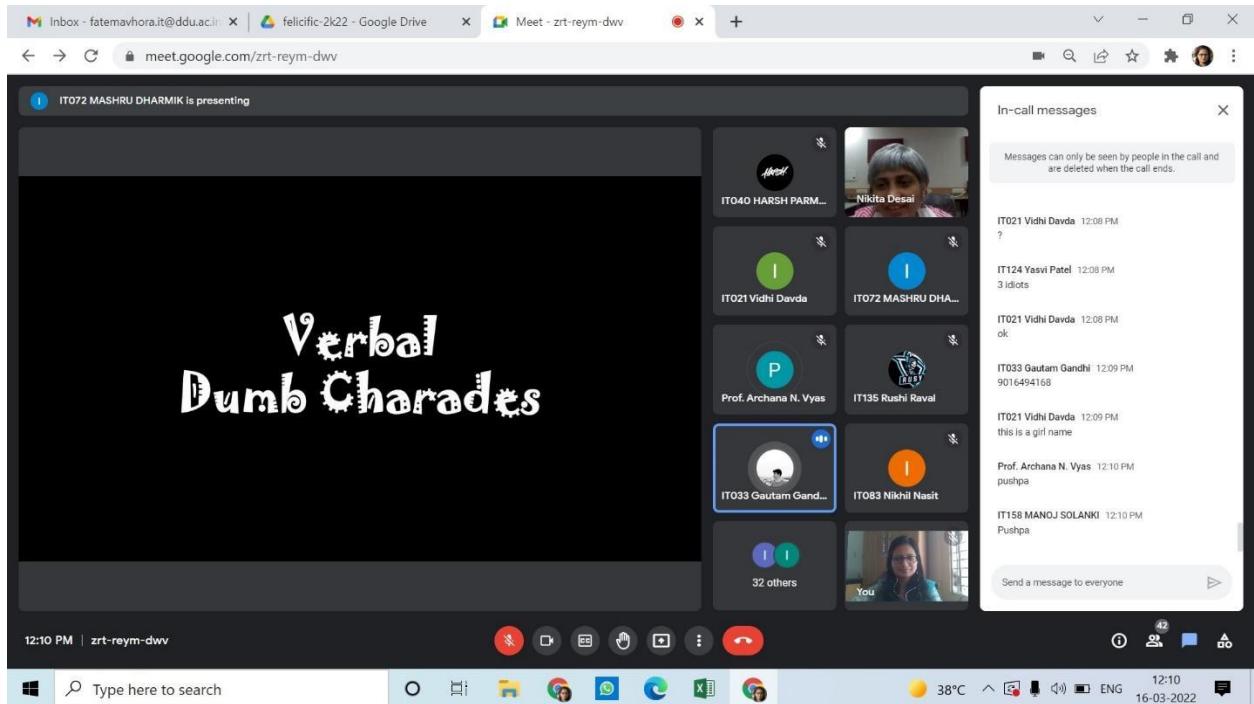 Inbox - fatemavhora.it@ddu.ac.in
felicific-2k22 - Google Drive
Meet - zrt-reym-dwv
meet.google.com/zrt-reym-dwv
IT072 MASHRU DHARMIK is presenting
Verbal
Dumb Charades
HARSH
IT040 HARSH PARM...
Nikita Desai
I
IT021 Vidhi Davda
I
IT072 MASHRU DHA...
P
Prof. Archana N. Vyas
RUSY
IT135 Rushi Raval
IT033 Gautam Gand...
I
IT083 Nikhil Nasit
I I
32 others
You
In-call messages
Messages can only be seen by people in the call and
are deleted when the call ends.
IT021 Vidhi Davda 12:08 PM
?
IT124 Yasvi Patel 12:08 PM
3 idiots
IT021 Vidhi Davda 12:08 PM
ok
IT033 Gautam Gandhi 12:09 PM
9016494168
IT021 Vidhi Davda 12:09 PM
this is a girl name
Prof. Archana N. Vyas 12:10 PM
pushpa
IT158 MANOJ SOLANKI 12:10 PM
Pushpa
Send a message to everyone
12:10 PM | zrt-reym-dwv
42
Type here to search
38°C
ENG
12:10
16-03-2022